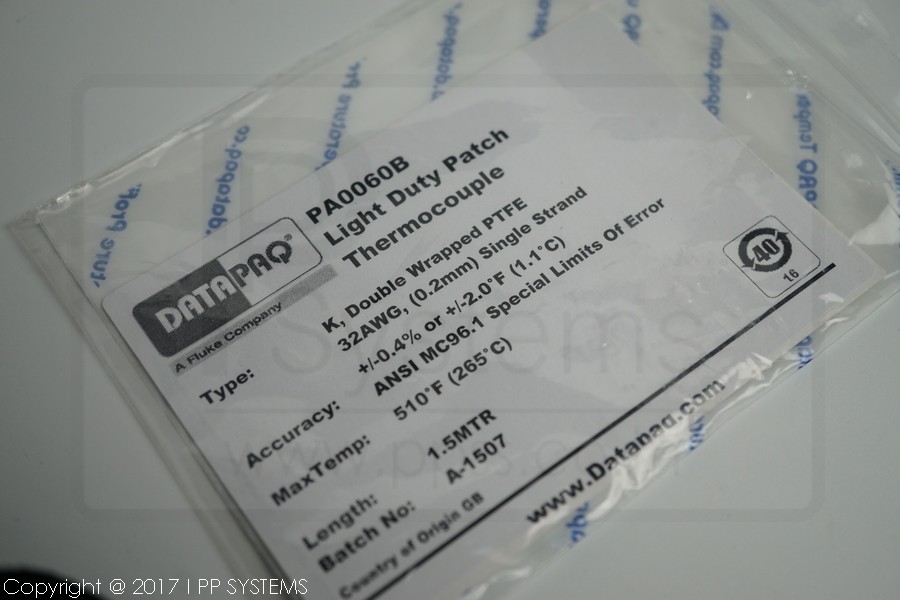 DATAPAQ®
A Fluke Company
PA0060B
Light Duty Patch
Thermocouple
Type: K, Double Wrapped PTFE
32AWG, (0.2mm) Single Strand
Accuracy: +/-0.4% or +/-2.0°F (1.1°C)
ANSI MC96.1 Special Limits Of Error
MaxTemp: 510°F (265°C)
Length: 1.5MTR
Batch No: A-1507
Country of Origin GB
www.Datapaq.com
40
16
PP
Systems
Copyright @ 2017 I PP SYSTEMS